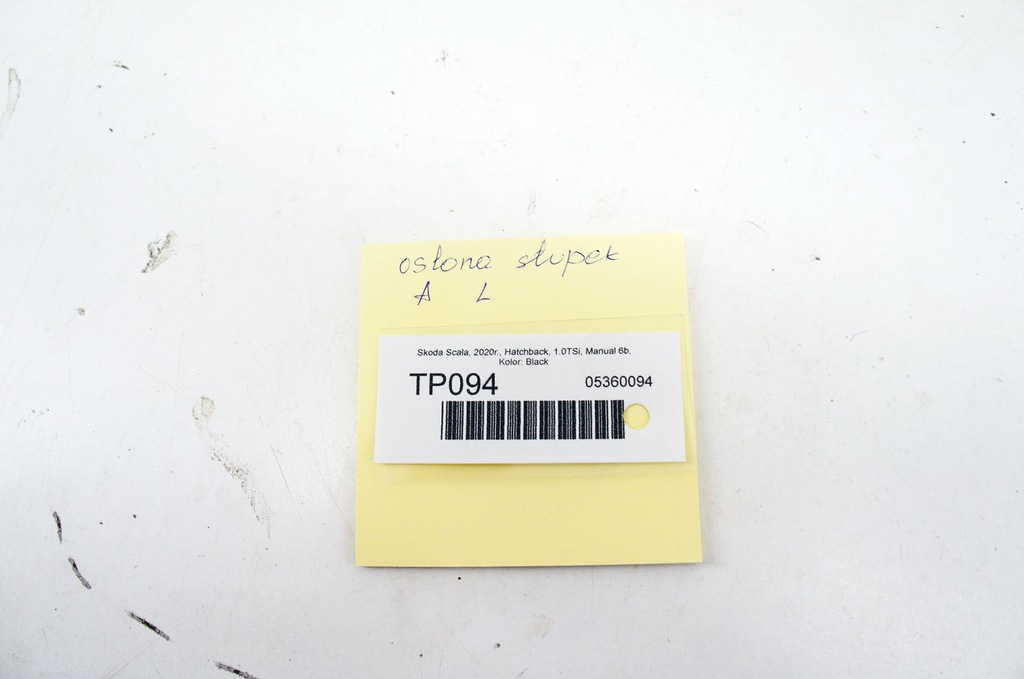 osłona słupek
A L
Skoda Scala, 2020r., Hatchback, 1.0TSi, Manual 6b,
Kolor: Black
TP094 05360094